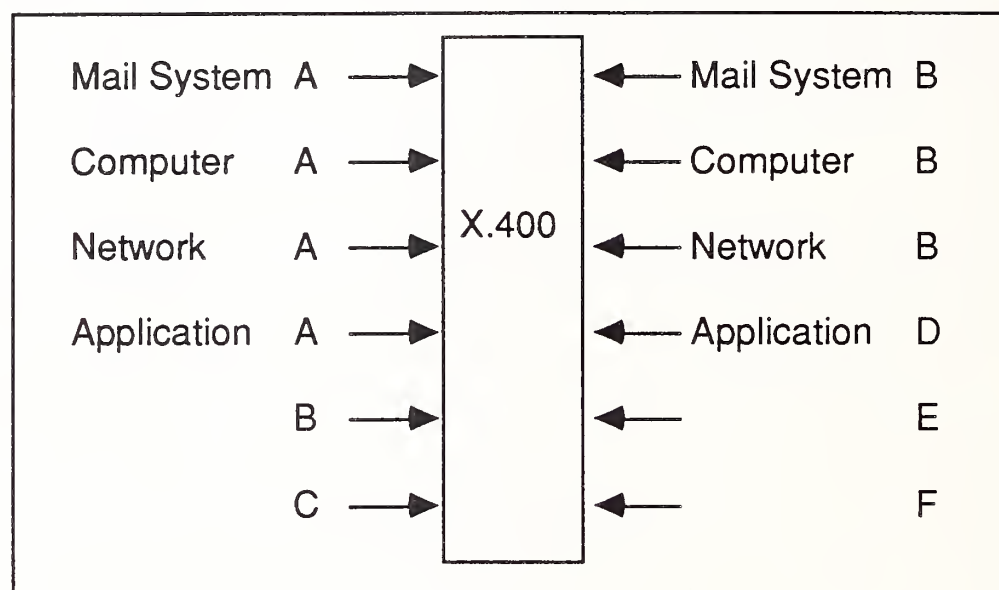 Mail System A Mail System B
Computer A Computer B
Network A X.400 Network B
Application A Application D
B E
C F